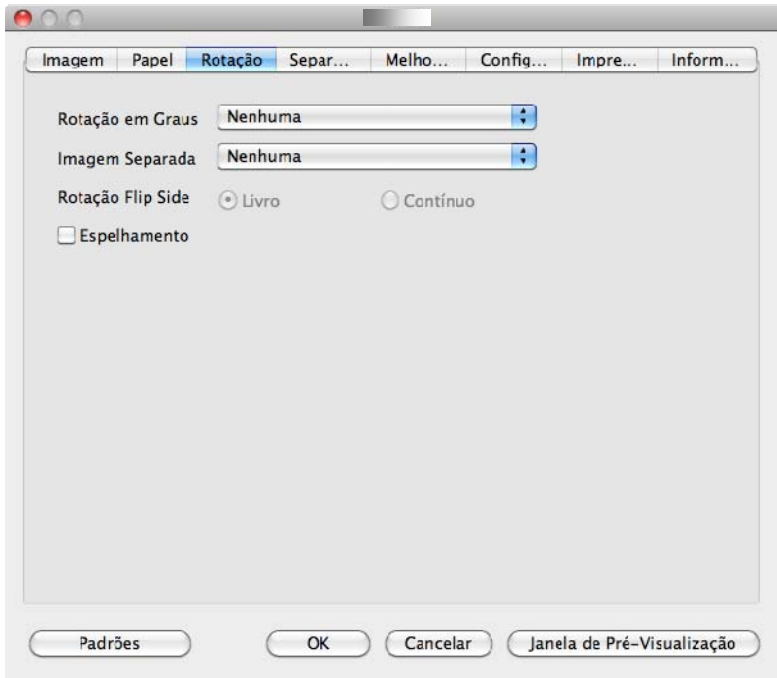 Imagem Papel Rotação Separ... Melho... Config... Impre... Inform...
Rotação em Graus Nenhuma
Imagem Separada Nenhuma
Rotação Flip Side Livro Contínuo
Espelhamento
Padrões OK Cancelar Janela de Pré-Visualização